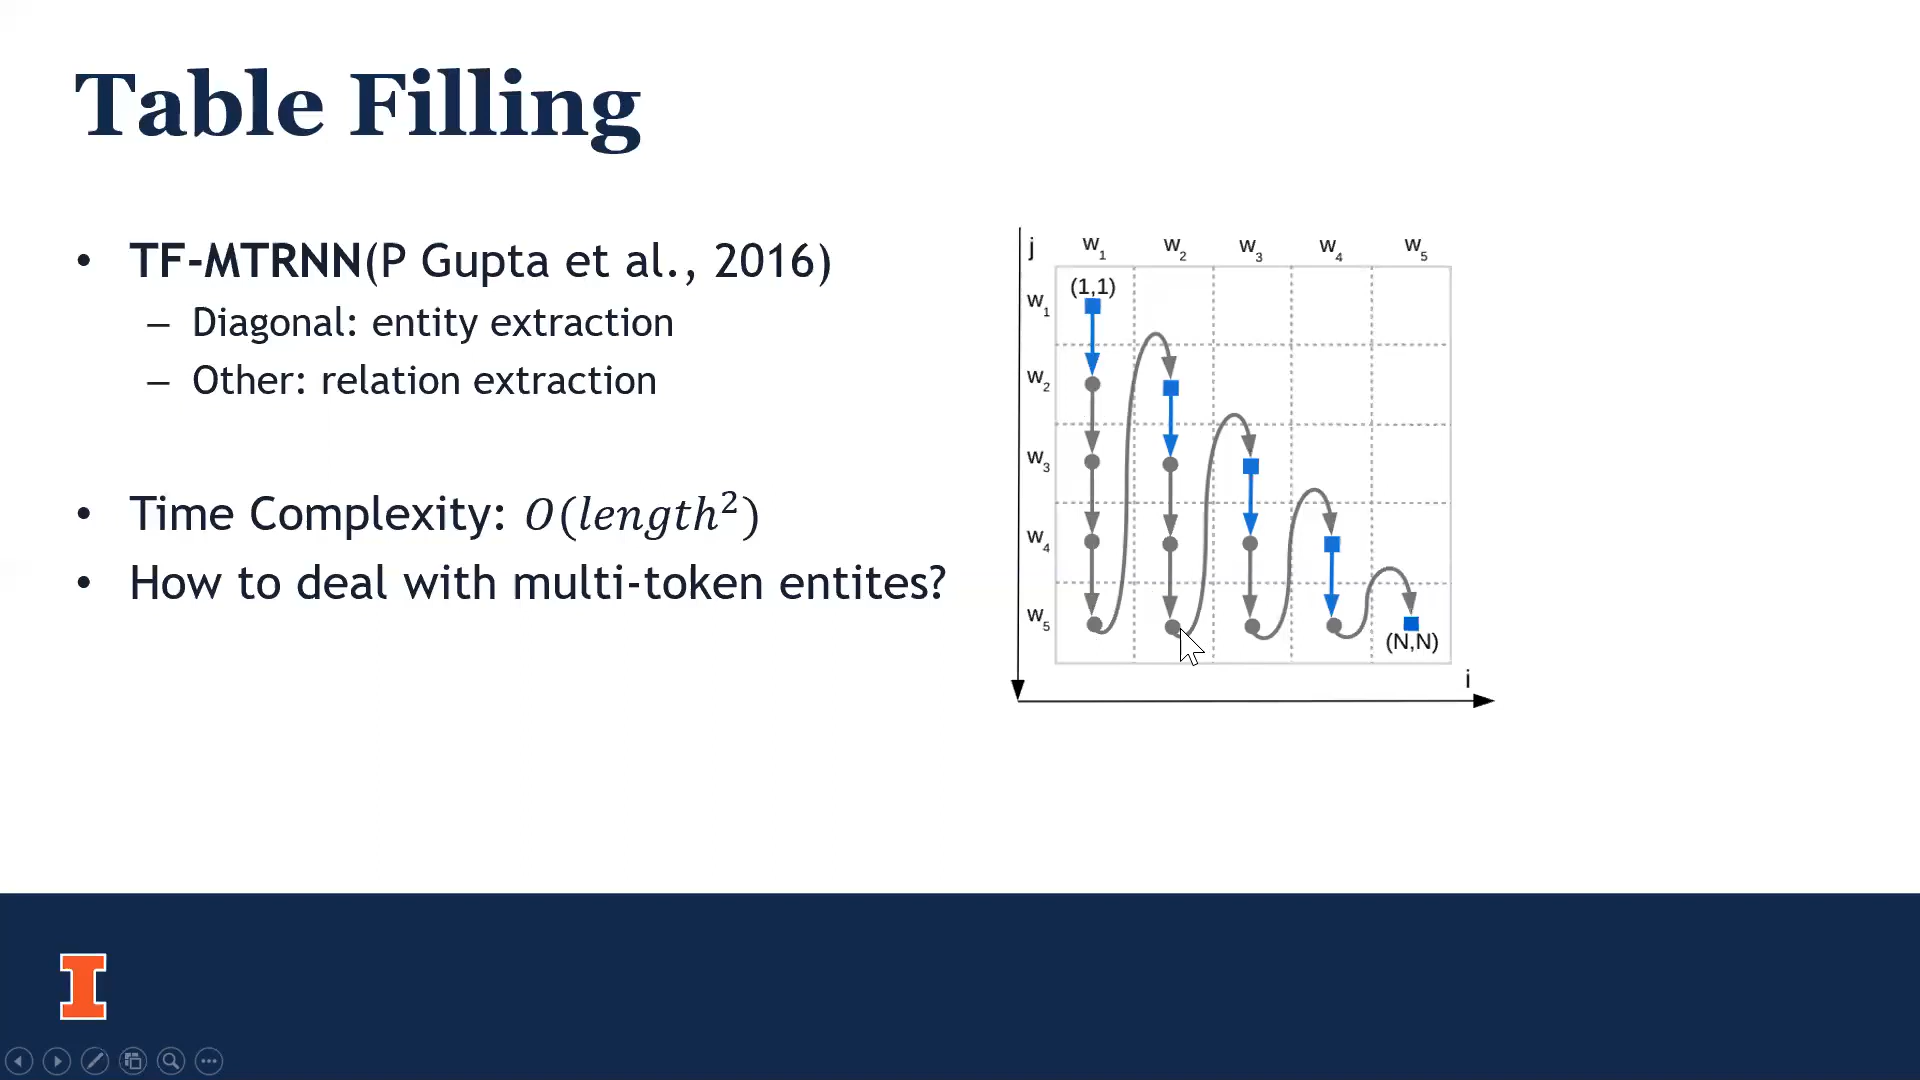 Table Filling
• TF-MTRNN(P Gupta et al., 2016)
– Diagonal: entity extraction
– Other: relation extraction
• Time Complexity: O(length²)
• How to deal with multi-token entites?
j w₁ w₂ w₃ w₄ w₅
(1,1)
w₁
w₂
w₃
w₄
w₅
(N,N)
i
I